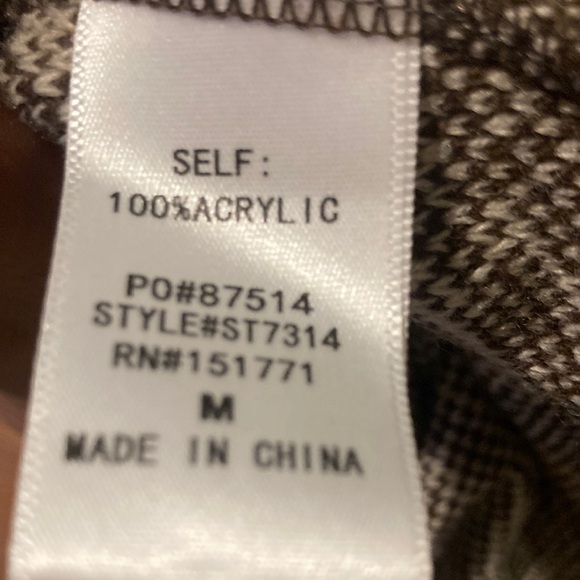 SELF:
100%ACRYLIC
PO#87514
STYLE#ST7314
RN#151771
M
MADE IN CHINA